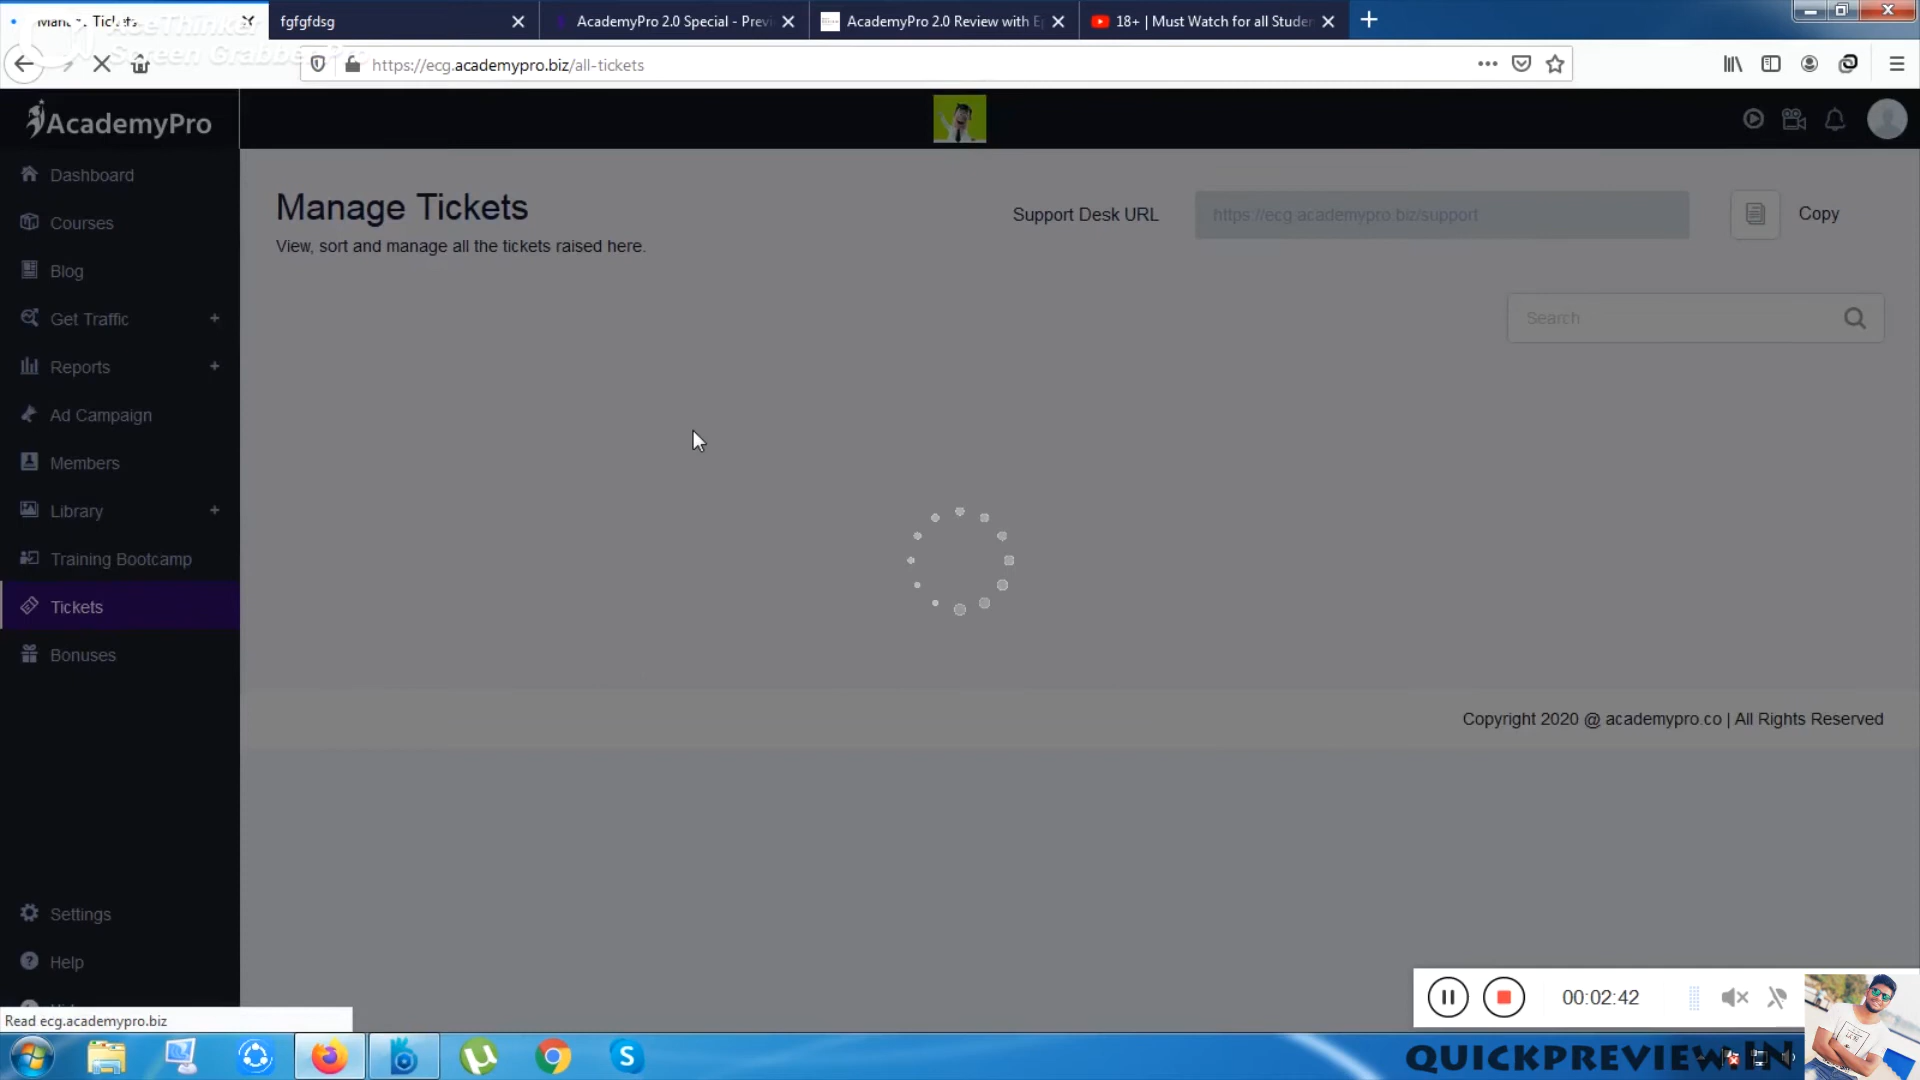 fgfgfdsg
AcademyPro 2.0 Special - Previ
AcademyPro 2.0 Review with E
18+ | Must Watch for all Studen
https://ecg.academypro.biz/all-tickets
AcademyPro
Dashboard
Courses
Blog
Get Traffic +
Reports +
Ad Campaign
Members
Library +
Training Bootcamp
Tickets
Bonuses
Settings
Help
Manage Tickets
View, sort and manage all the tickets raised here.
Support Desk URL
https://ecg.academypro.biz/support
Copy
Search
Copyright 2020 @ academypro.co | All Rights Reserved
Read ecg.academypro.biz
00:02:42
QUICKPREVIEW.IN